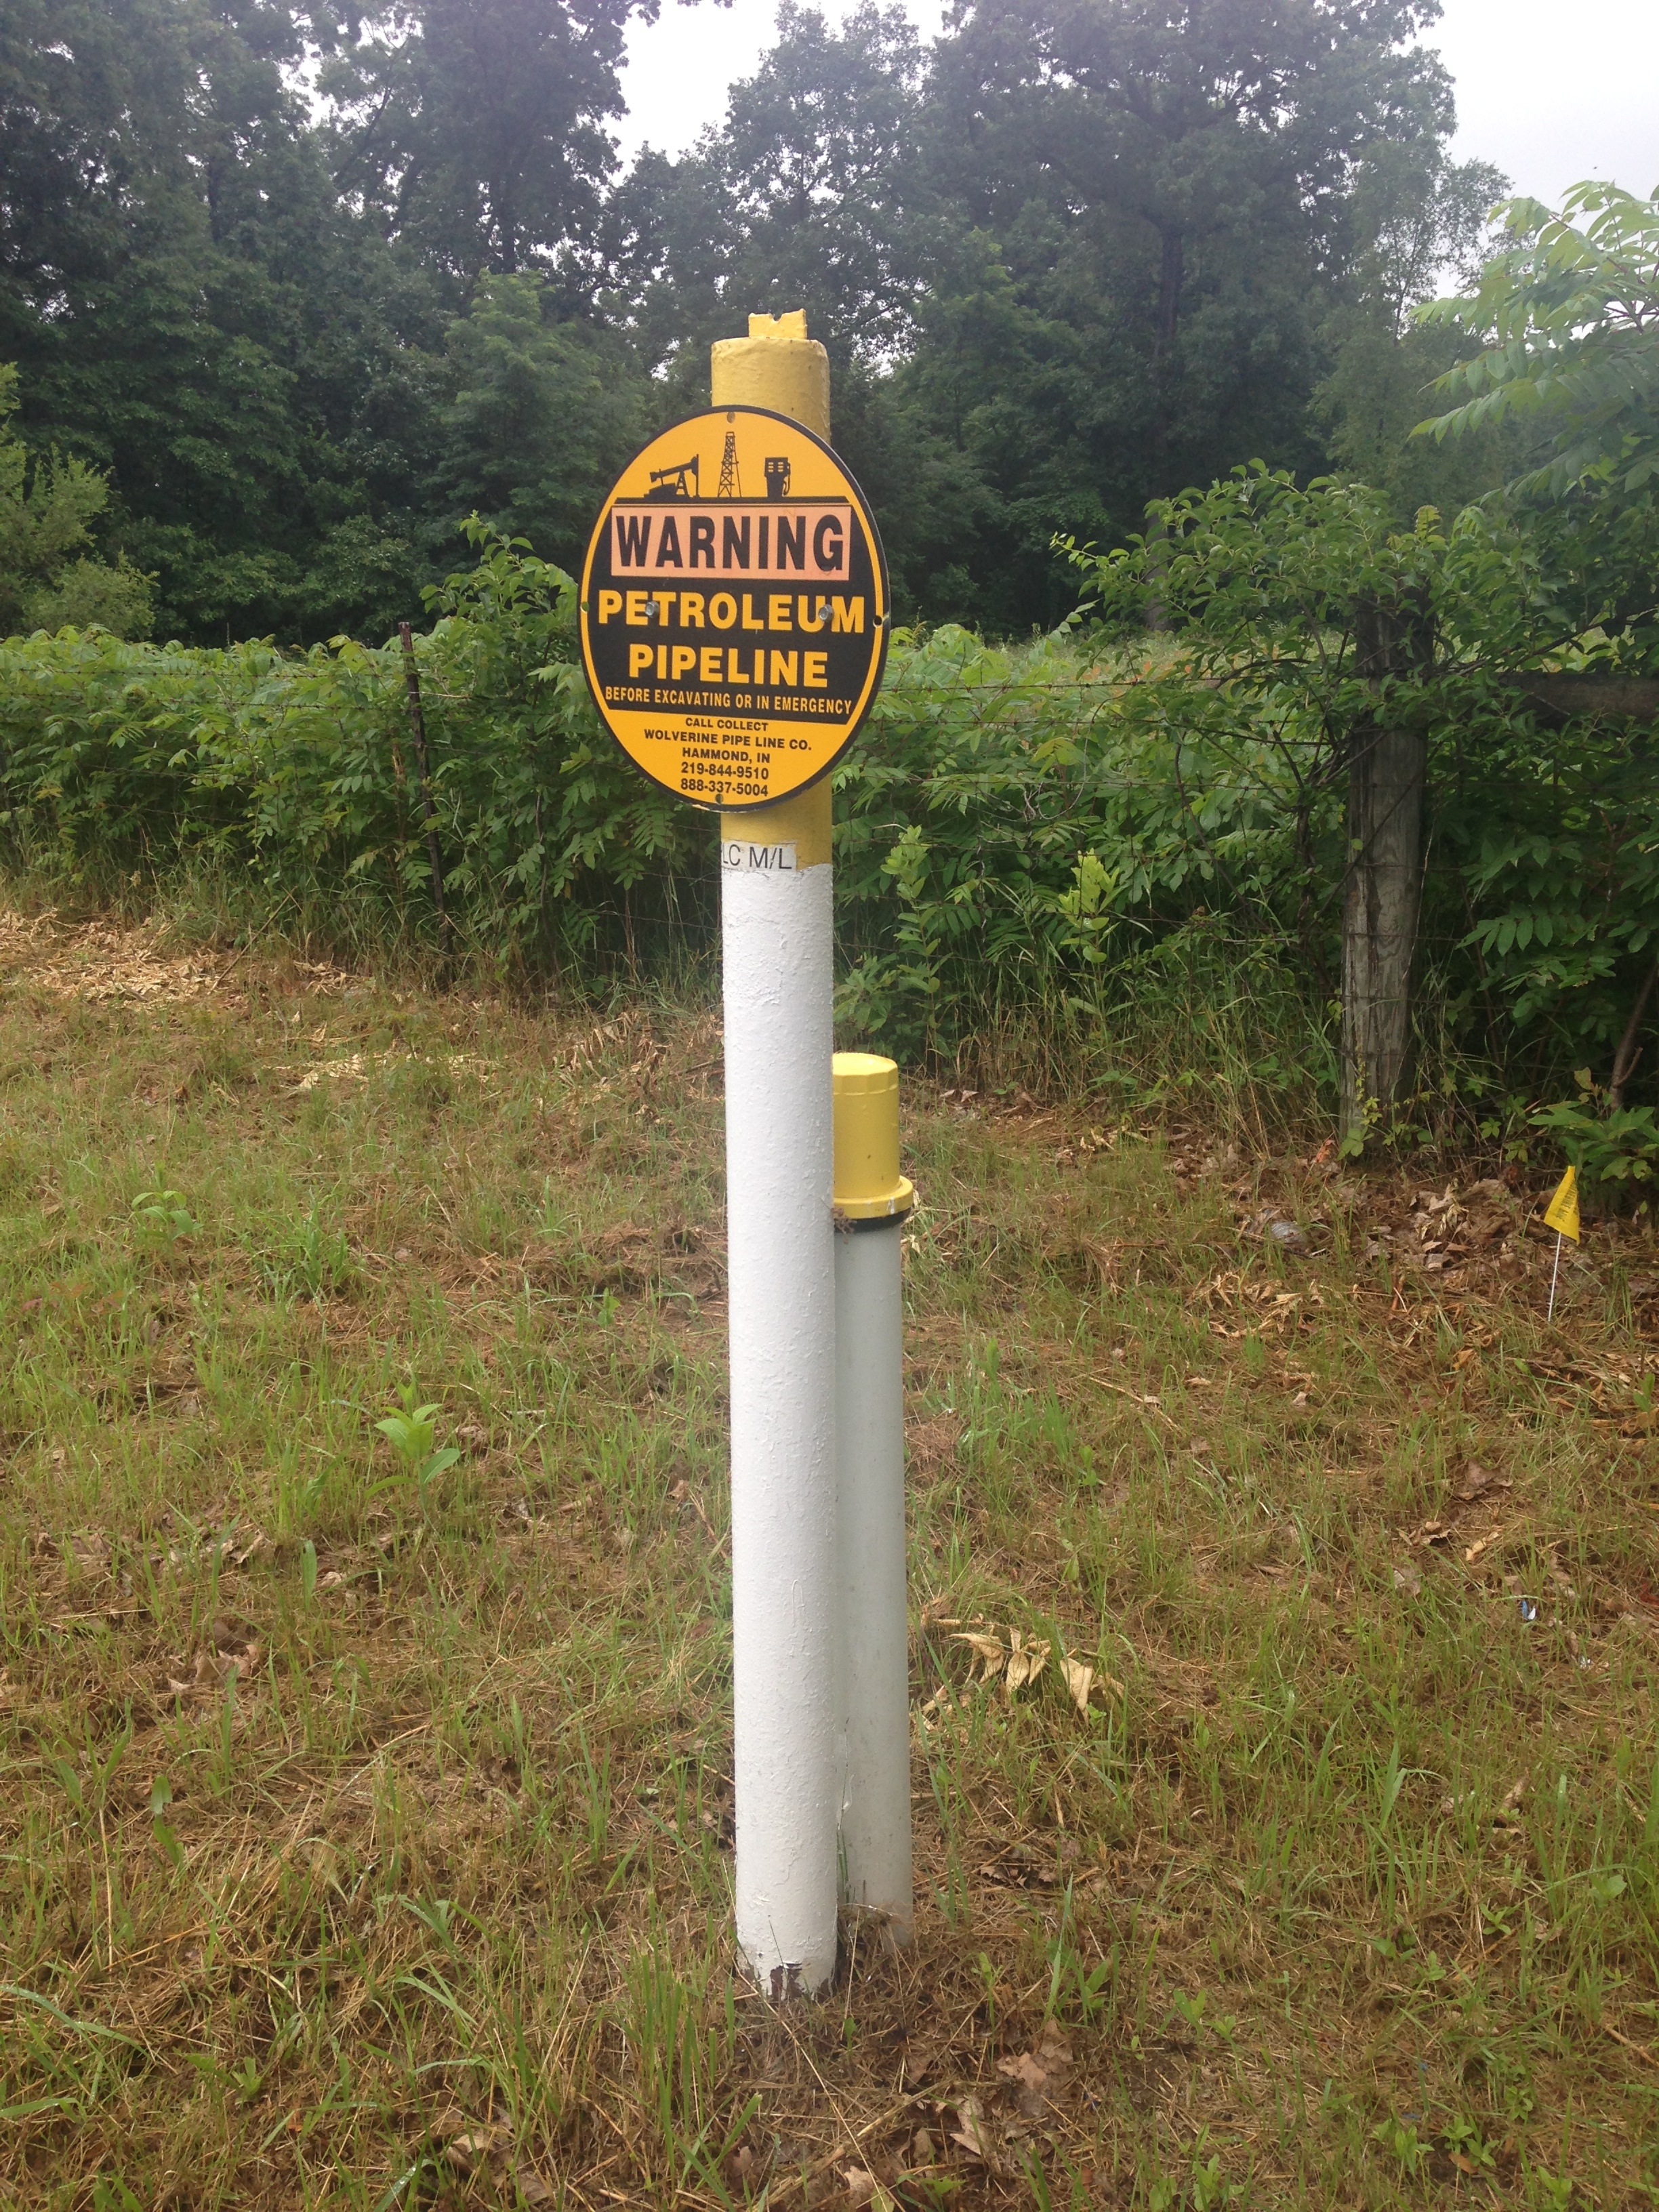 WARNING
PETROLEUM
PIPELINE
BEFORE EXCAVATING OR IN EMERGENCY
CALL COLLECT
WOLVERINE PIPE LINE CO.
HAMMOND, IN
219-844-9510
888-337-5004
LC M/L